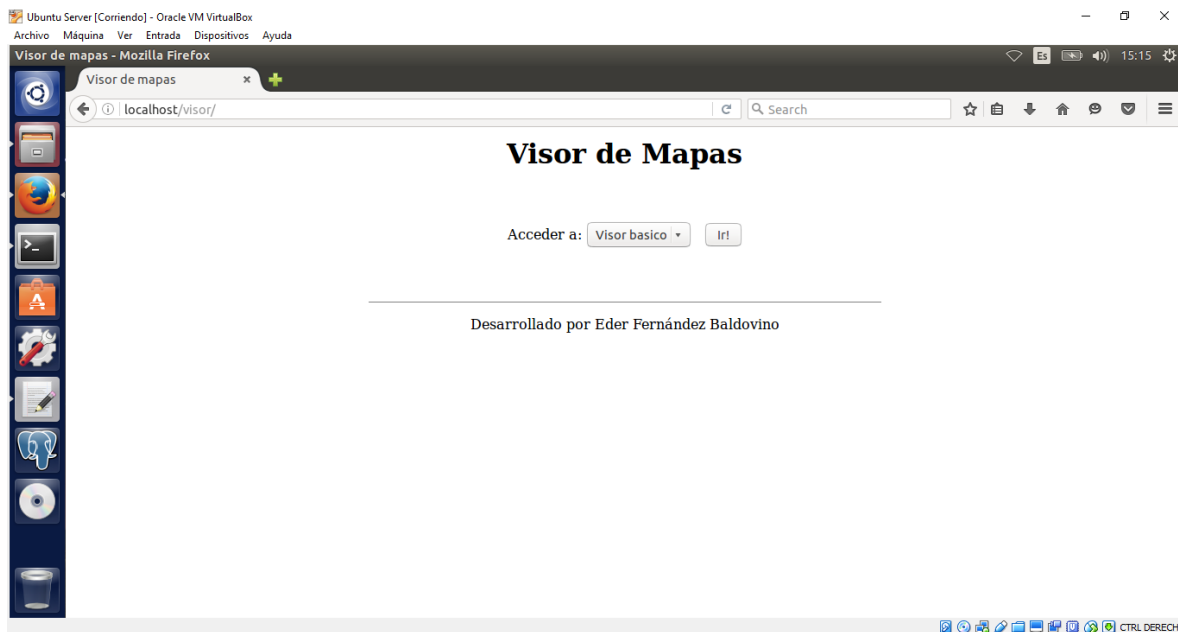 Ubuntu Server [Corriendo] - Oracle VM VirtualBox
Archivo Máquina Ver Entrada Dispositivos Ayuda
Visor de mapas - Mozilla Firefox Es 15:15
Visor de mapas
localhost/visor/ Search
Visor de Mapas
Acceder a: Visor basico Ir!
Desarrollado por Eder Fernández Baldovino
CTRL DERECH